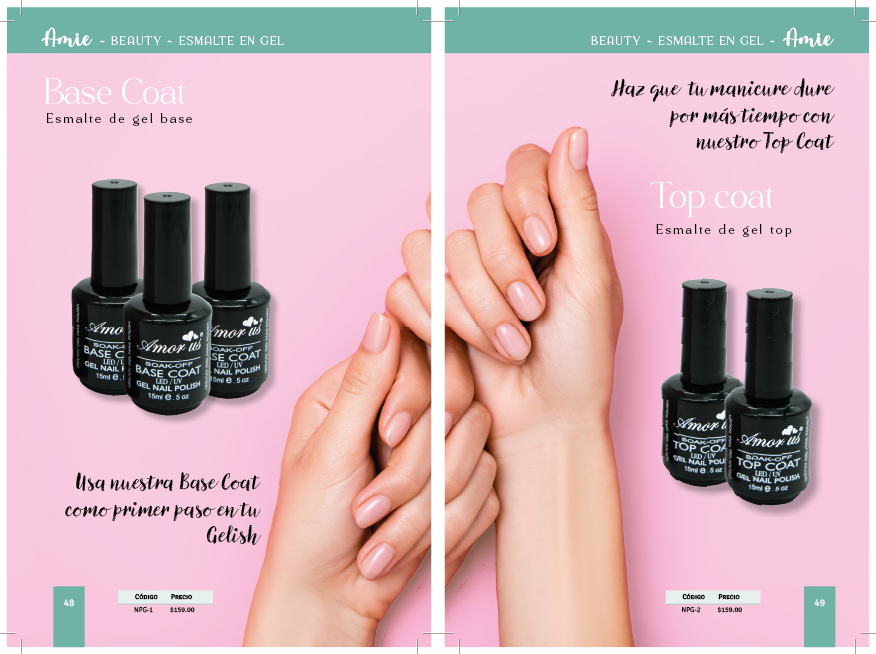 Amie ~ BEAUTY ~ ESMALTE EN GEL
Base Coat
Esmalte de gel base
Amor us
SOAK-OFF
BASE COAT
LED / UV
GEL NAIL POLISH
15ml e .5 oz
Usa nuestra Base Coat
como primer paso en tu
Gelish
CÓDIGO PRECIO
NPG-1 $159.00
48
BEAUTY ~ ESMALTE EN GEL ~ Amie
Haz que tu manicure dure
por más tiempo con
nuestro Top Coat
Top coat
Esmalte de gel top
Amor us
SOAK-OFF
TOP COAT
LED / UV
GEL NAIL POLISH
15ml e .5 oz
CÓDIGO PRECIO
NPG-2 $159.00
49